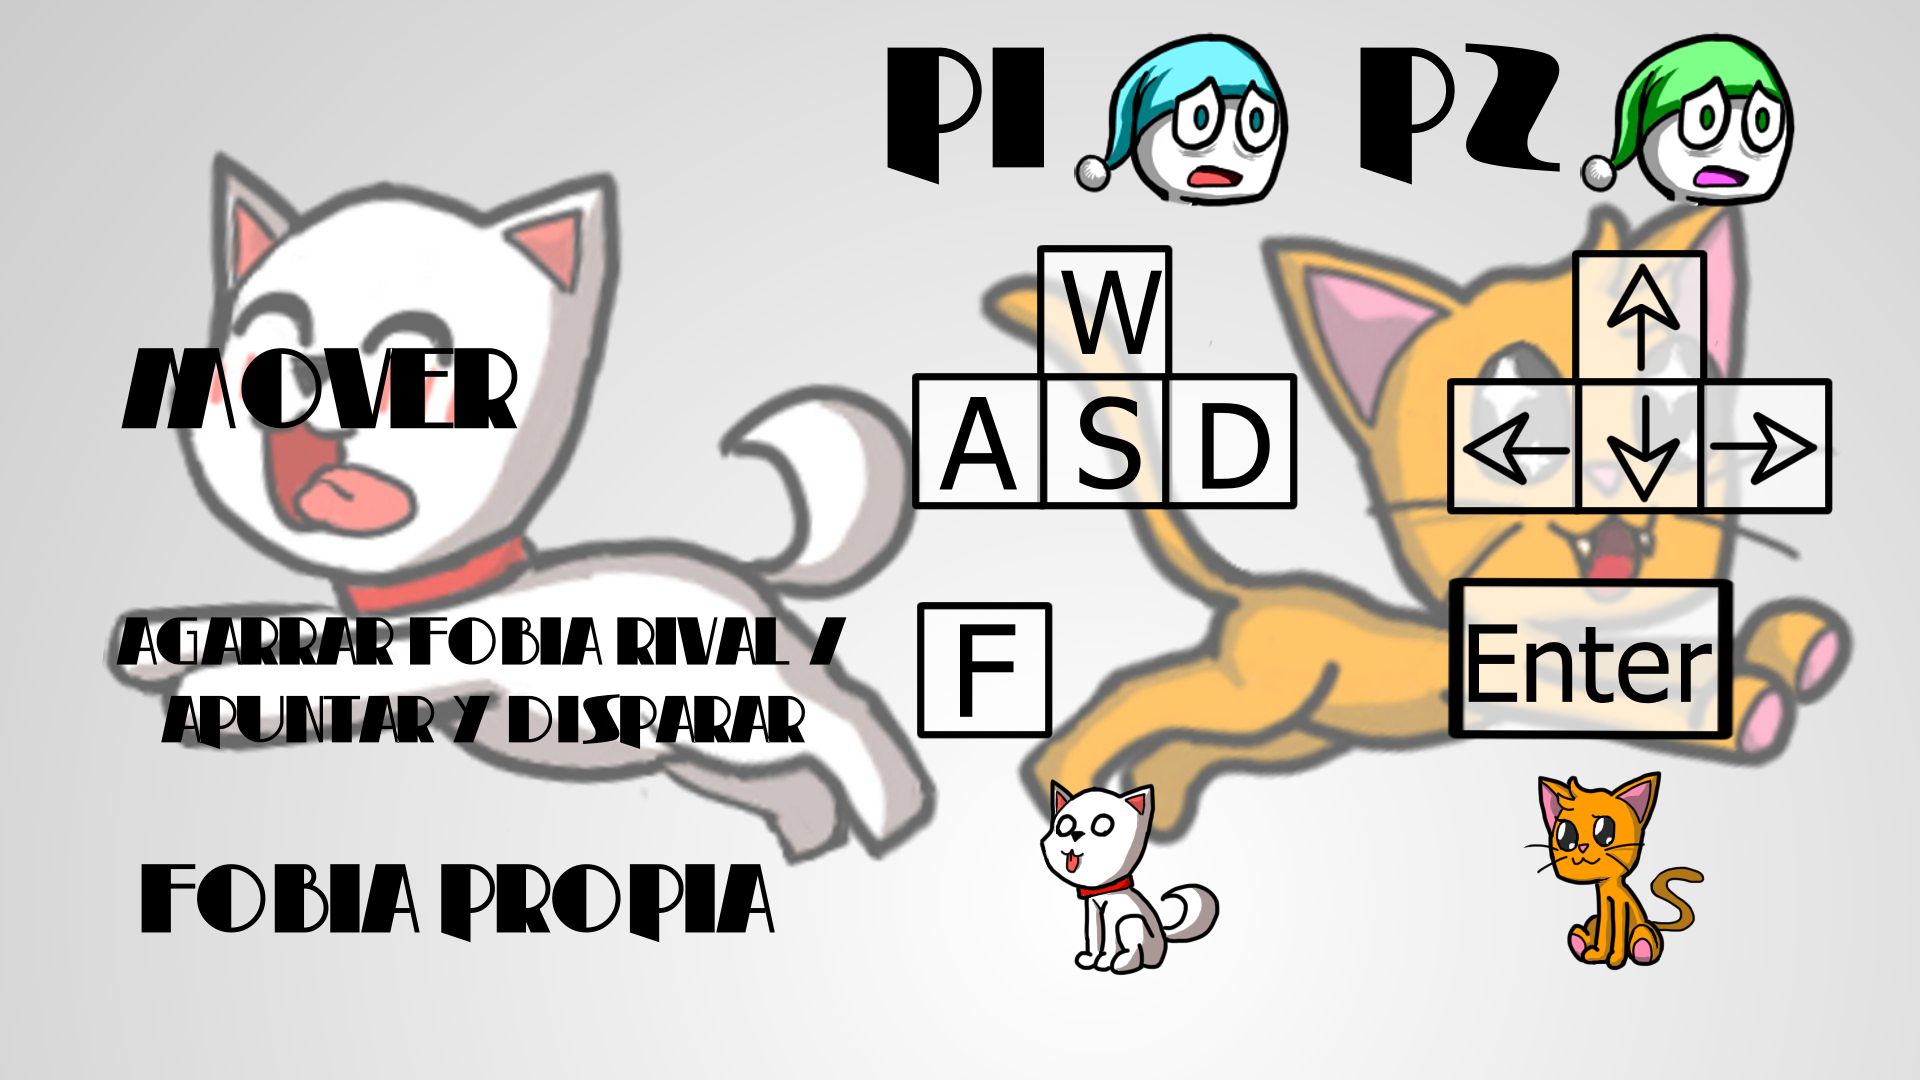 P1 P2
MOVER
W
A S D
AGARRAR FOBIA RIVAL /
APUNTAR Y DISPARAR
F
Enter
FOBIA PROPIA